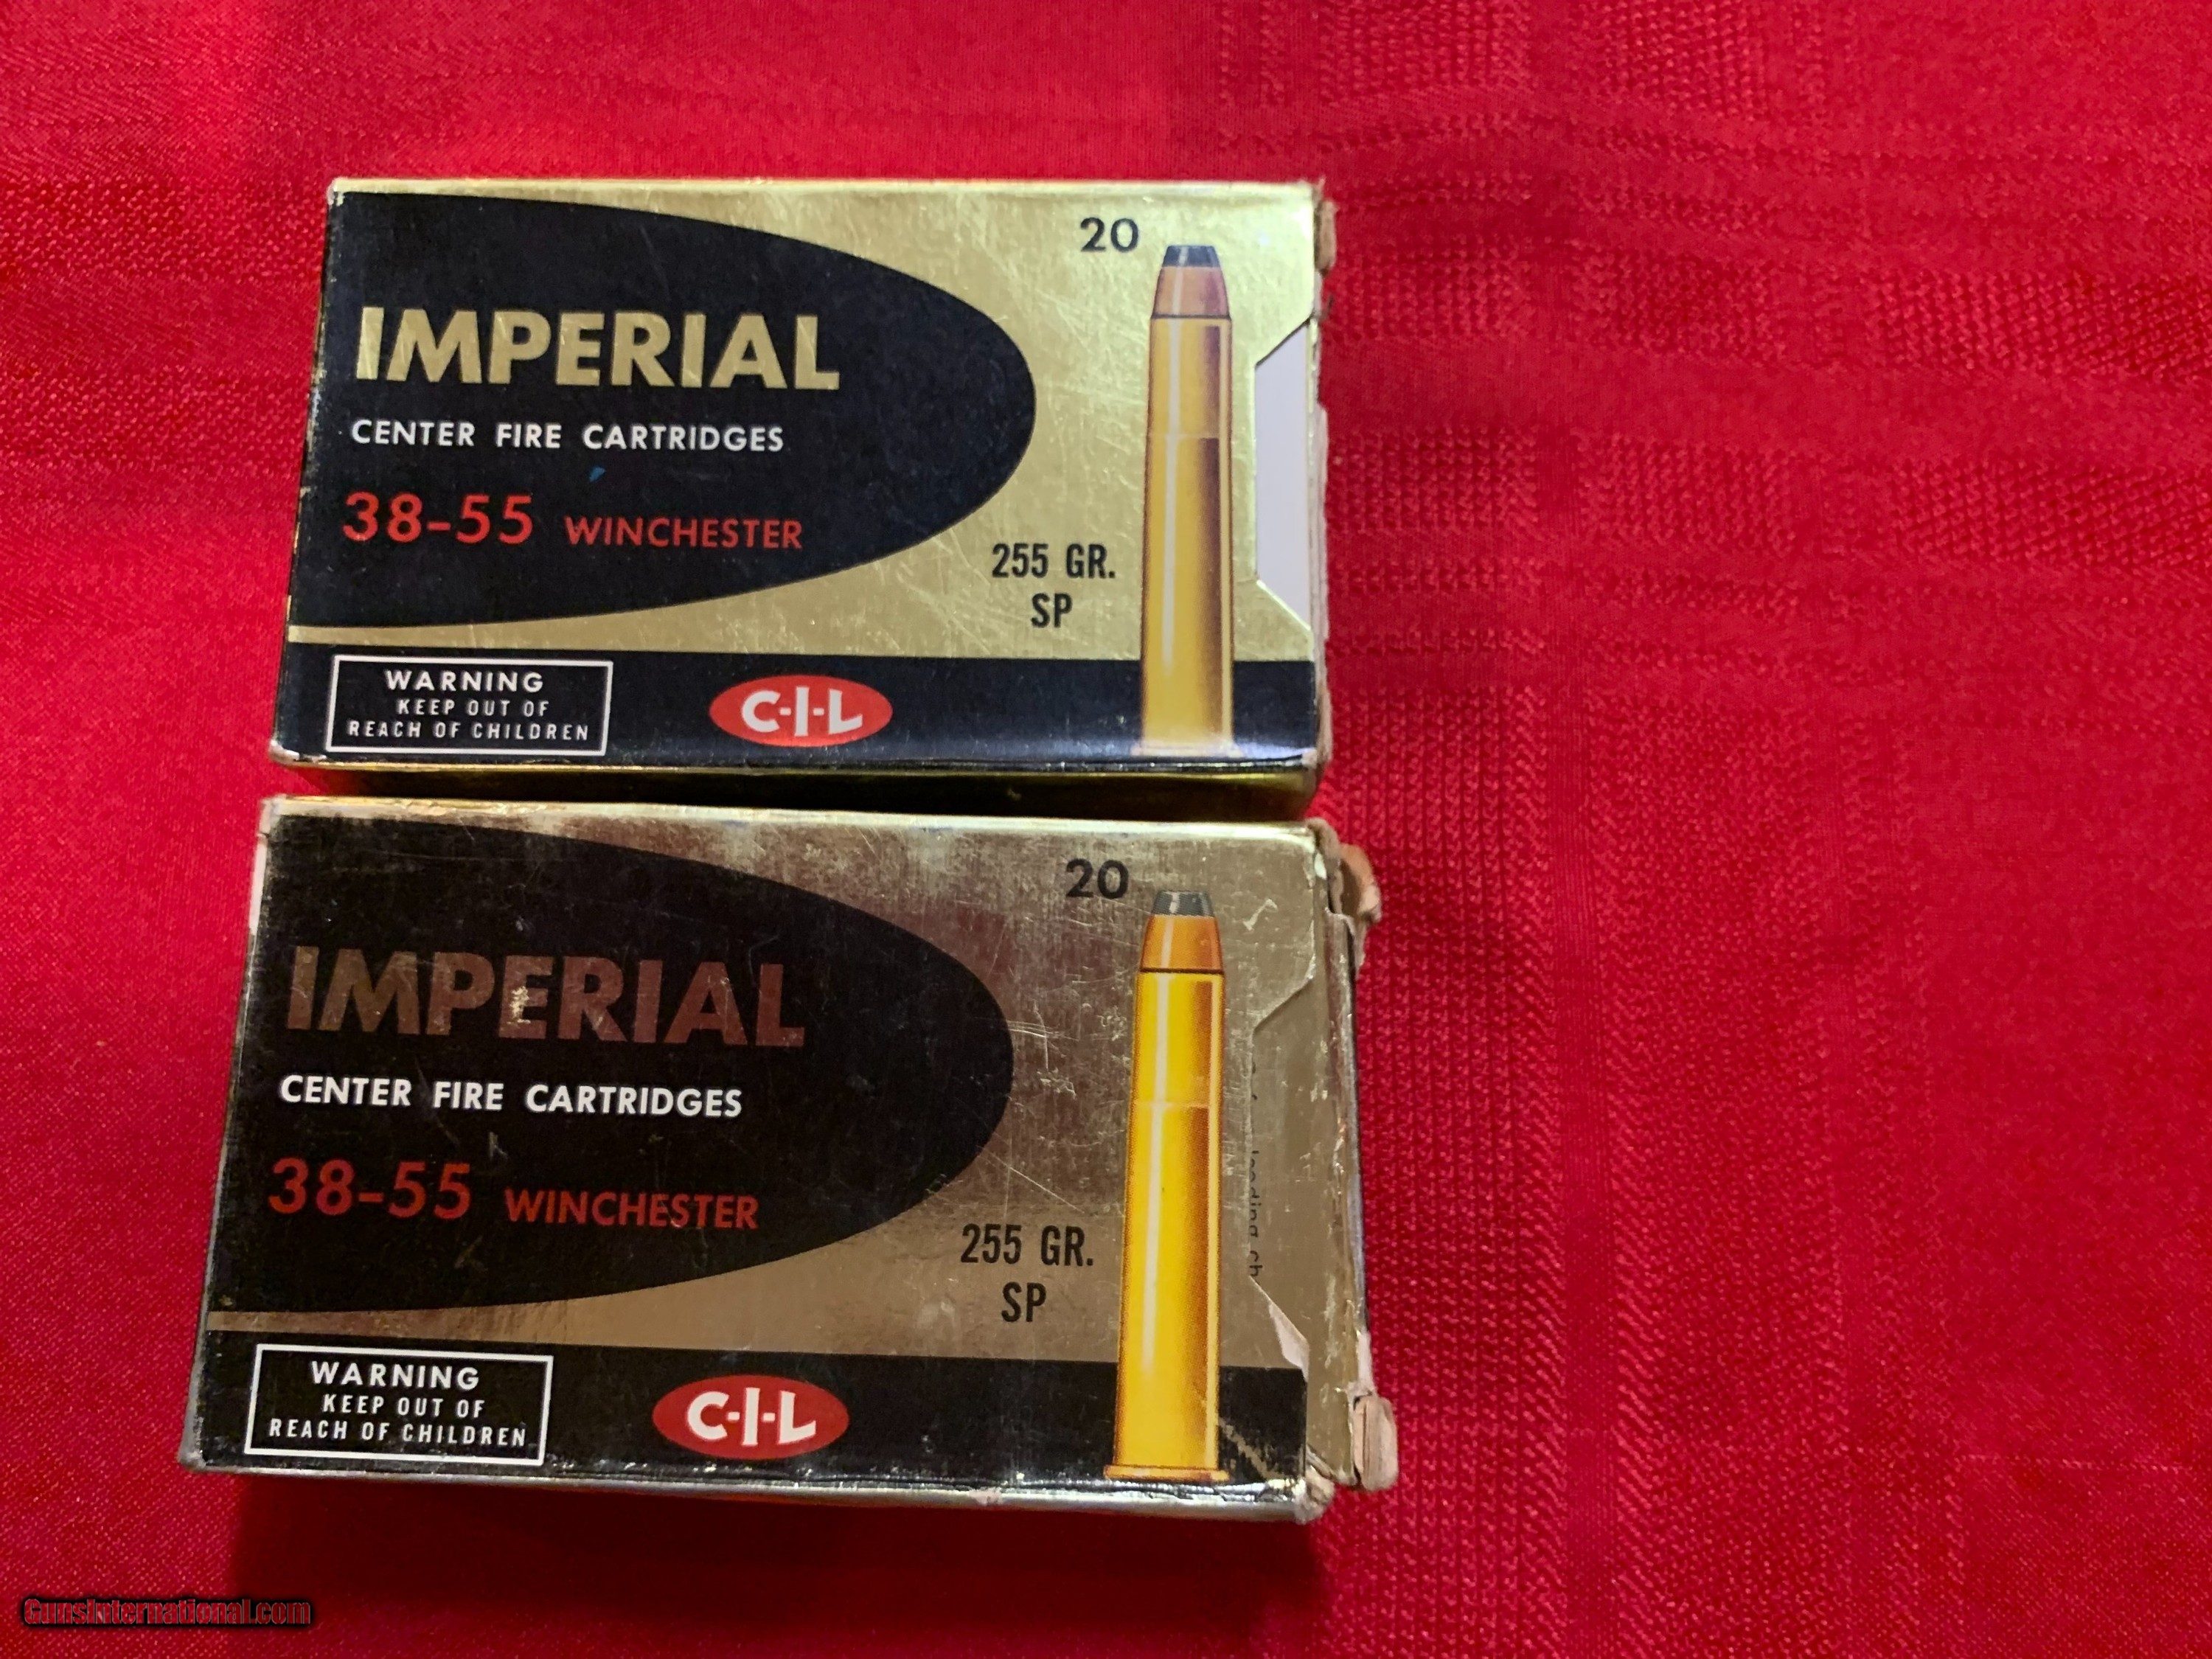 20
IMPERIAL
CENTER FIRE CARTRIDGES
38-55 WINCHESTER
255 GR.
SP
WARNING
KEEP OUT OF
REACH OF CHILDREN
C-I-L
20
IMPERIAL
CENTER FIRE CARTRIDGES
38-55 WINCHESTER
255 GR.
SP
WARNING
KEEP OUT OF
REACH OF CHILDREN
C-I-L
GunsInternational.com